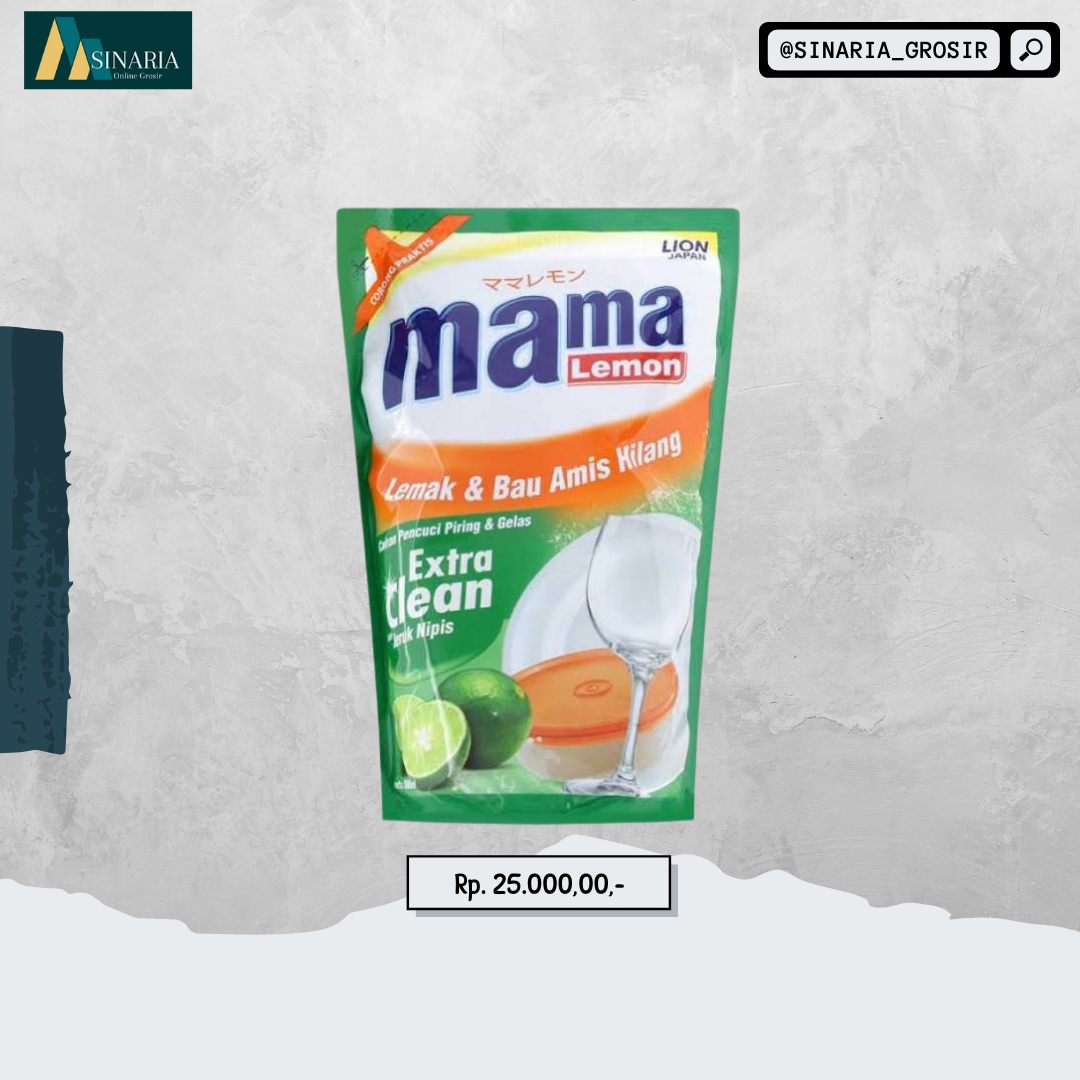 SINARIA
Online Grosir
@SINARIA_GROSIR
CORONG PRAKTIS
LION
JAPAN
ママレモン
mama
Lemon
Lemak & Bau Amis Hilang
Pencuci Piring & Gelas
Extra
Clean
Jeruk Nipis
Rp. 25.000,00,-